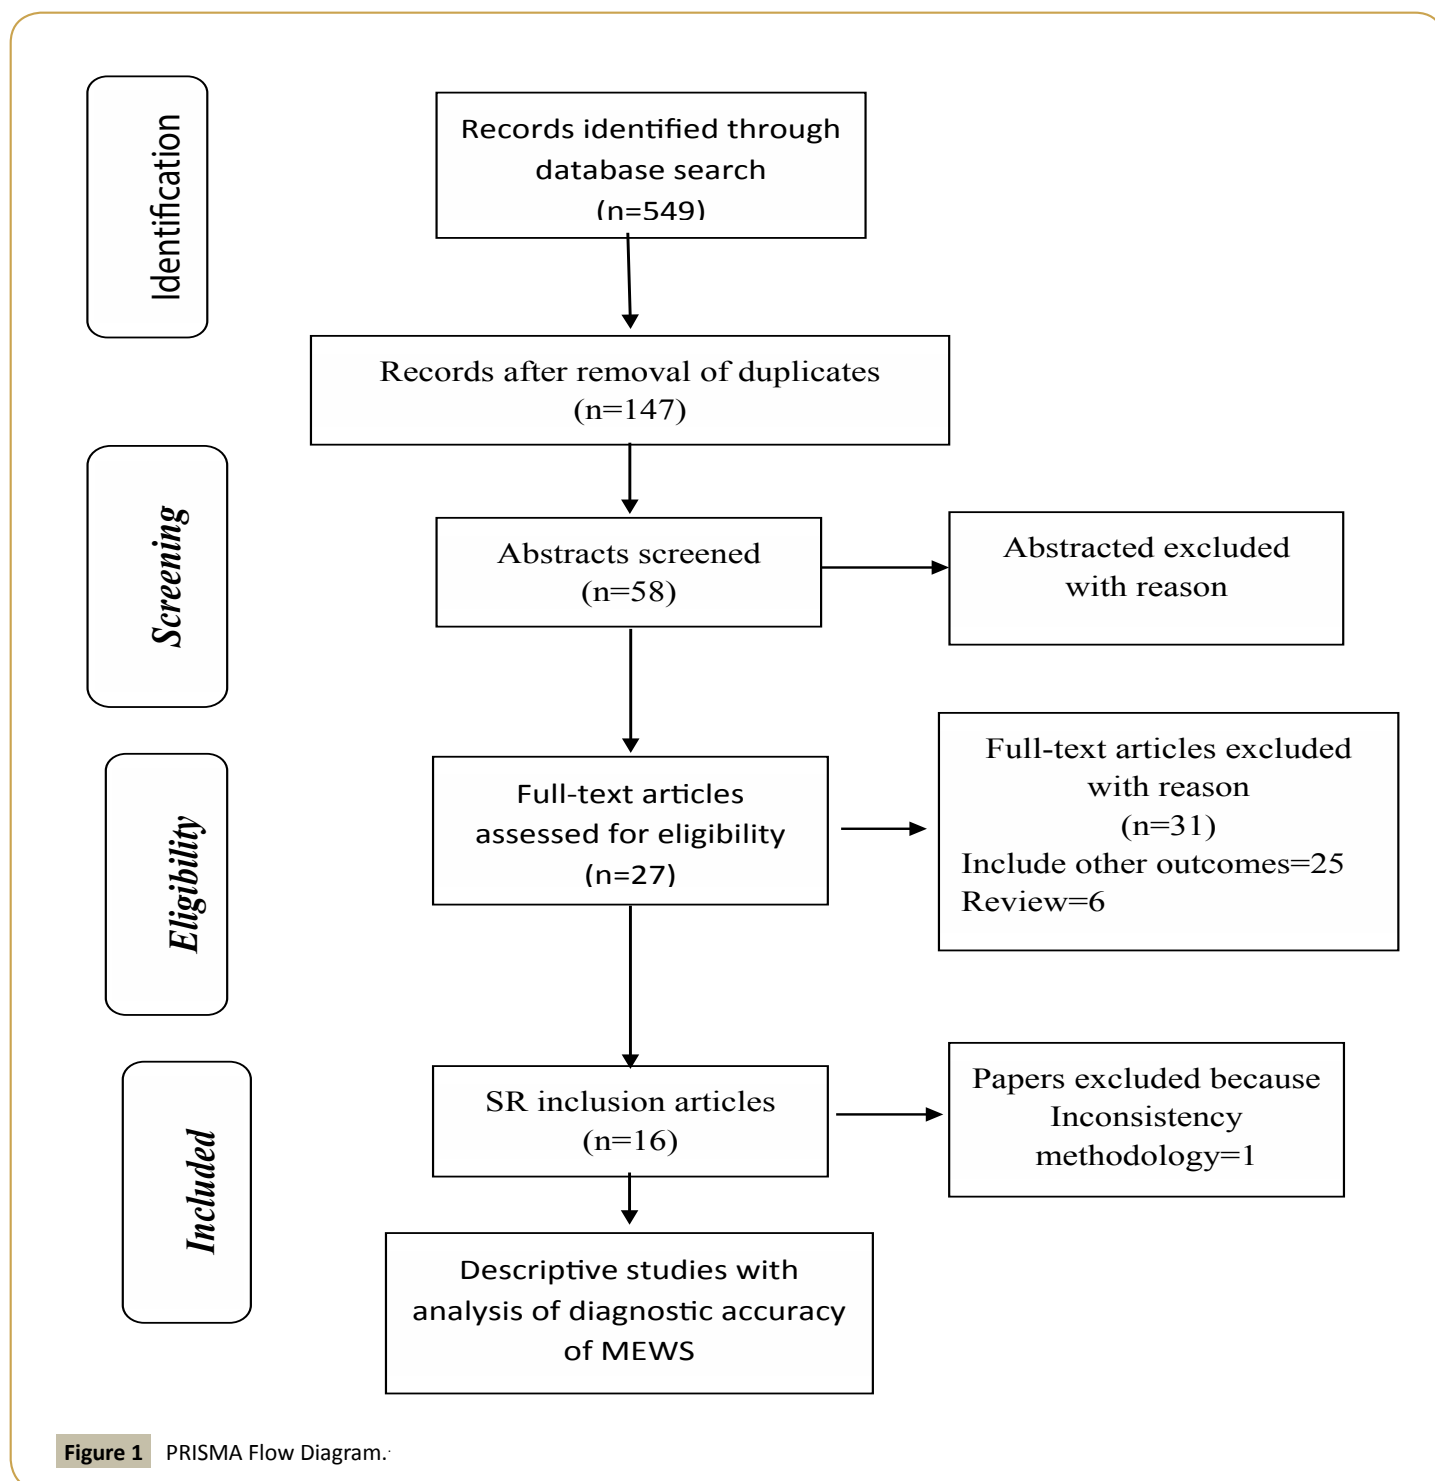 Identification
Records identified through
database search
(n=549)
Records after removal of duplicates
(n=147)
Screening
Abstracts screened
(n=58)
Abstracted excluded
with reason
Eligibility
Full-text articles
assessed for eligibility
(n=27)
Full-text articles excluded
with reason
(n=31)
Include other outcomes=25
Review=6
Included
SR inclusion articles
(n=16)
Papers excluded because
Inconsistency
methodology=1
Descriptive studies with
analysis of diagnostic accuracy
of MEWS
Figure 1 PRISMA Flow Diagram.